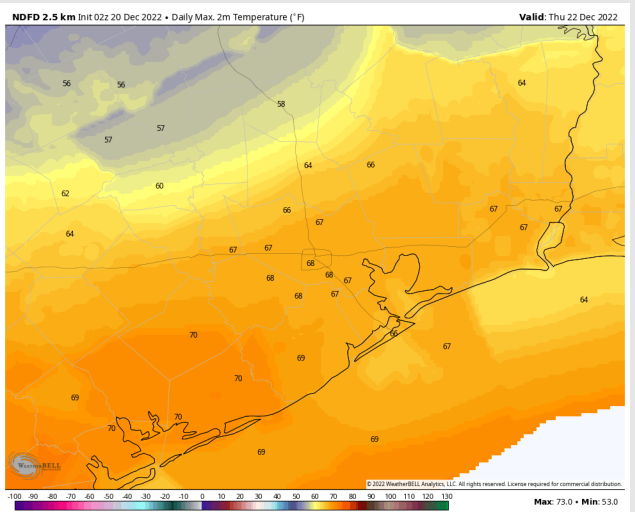 NDFD 2.5 km Init 02z 20 Dec 2022 • Daily Max. 2m Temperature (°F) Valid: Thu 22 Dec 2022
56 56 64
58
57
57
64 66
60
62
66 67 67
67
64 67
67 67
68
68 68 67
68 67
64
70 66
67
69
70
69
70
70
69
69
WEATHERBELL
© 2022 WeatherBELL Analytics, LLC. All rights reserved. License required for commercial distribution.
-100 -90 -80 -70 -60 -50 -40 -30 -20 -10 0 10 20 30 40 50 60 70 80 90 100 110 120 130
Max: 73.0 • Min: 53.0